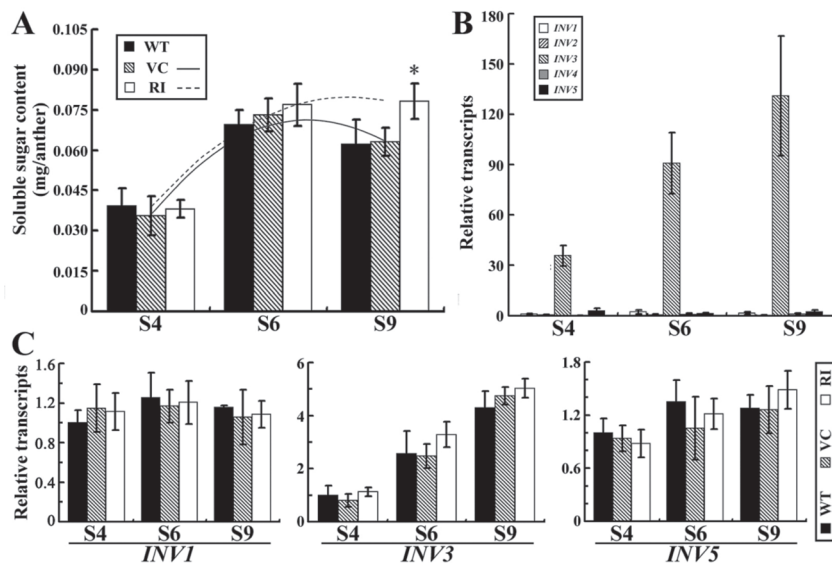 A
0.105
0.090
0.075
0.060
0.045
0.030
0.015
0
Soluble sugar content
(mg/anther)
WT
VC
RI
*
S4 S6 S9
B
180
150
120
90
60
30
0
Relative transcripts
INV1
INV2
INV3
INV4
INV5
S4 S6 S9
C
Relative transcripts
1.6
1.2
0.8
0.4
0
S4 S6 S9
INV1
6
4
2
0
S4 S6 S9
INV3
1.8
1.2
0.6
0
S4 S6 S9
INV5
WT VC RI